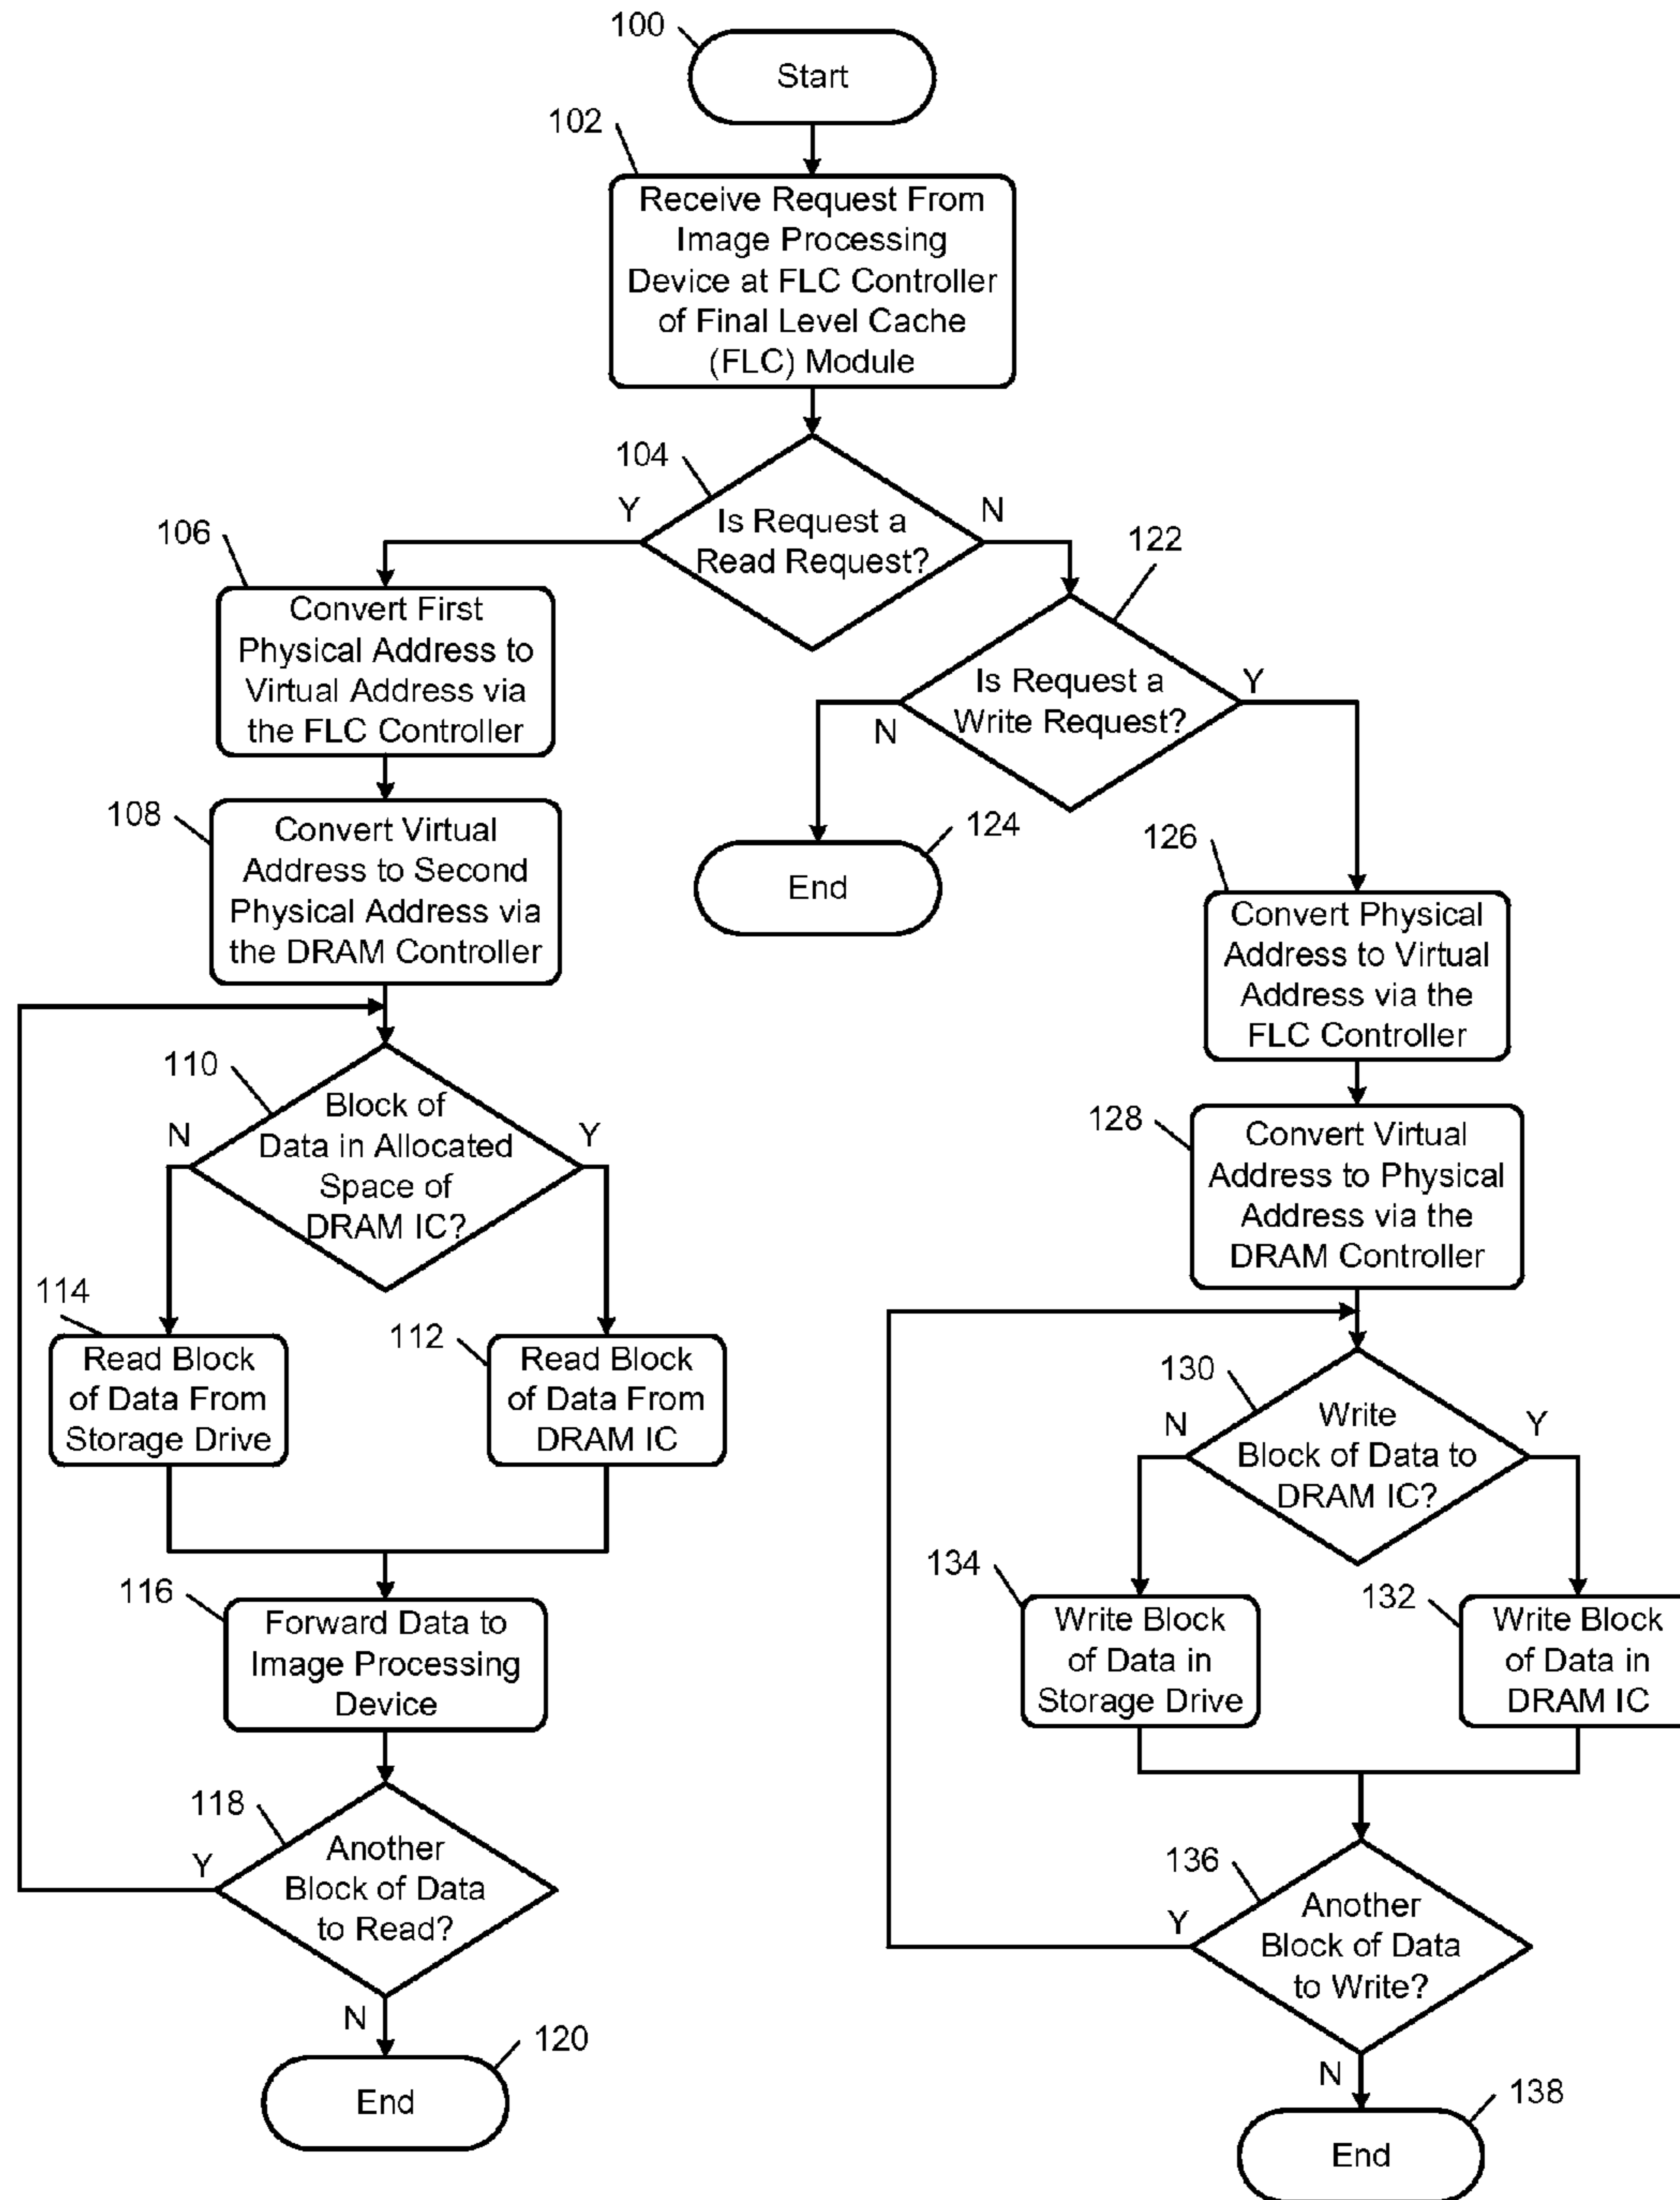 100
Start
102
Receive Request From
Image Processing
Device at FLC Controller
of Final Level Cache
(FLC) Module
104
Y
N
Is Request a
Read Request?
106
Convert First
Physical Address to
Virtual Address via
the FLC Controller
122
Is Request a
Write Request?
Y
N
108
Convert Virtual
Address to Second
Physical Address via
the DRAM Controller
124
End
126
Convert Physical
Address to Virtual
Address via the
FLC Controller
110
N
Y
Block of
Data in Allocated
Space of
DRAM IC?
128
Convert Virtual
Address to Physical
Address via the
DRAM Controller
114
Read Block
of Data From
Storage Drive
112
Read Block
of Data From
DRAM IC
130
N
Y
Write
Block of Data to
DRAM IC?
116
Forward Data to
Image Processing
Device
134
Write Block
of Data in
Storage Drive
132
Write Block
of Data in
DRAM IC
118
Y
Another
Block of Data
to Read?
N
136
Y
Another
Block of Data
to Write?
N
120
End
138
End